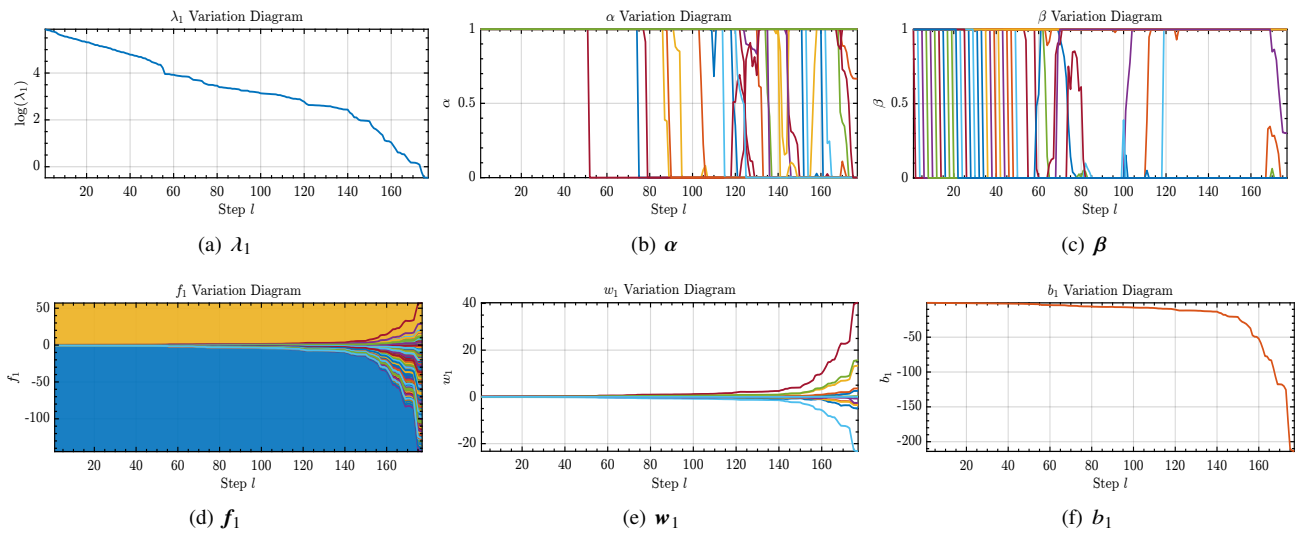 λ₁ Variation Diagram
log(λ₁)
4
2
0
20 40 60 80 100 120 140 160
Step l
(a) λ₁
α Variation Diagram
α
1
0.5
0
20 40 60 80 100 120 140 160
Step l
(b) α
β Variation Diagram
β
1
0.5
0
20 40 60 80 100 120 140 160
Step l
(c) β
f₁ Variation Diagram
f₁
50
0
-50
-100
20 40 60 80 100 120 140 160
Step l
(d) f₁
w₁ Variation Diagram
w₁
40
20
0
-20
20 40 60 80 100 120 140 160
Step l
(e) w₁
b₁ Variation Diagram
b₁
-50
-100
-150
-200
20 40 60 80 100 120 140 160
Step l
(f) b₁